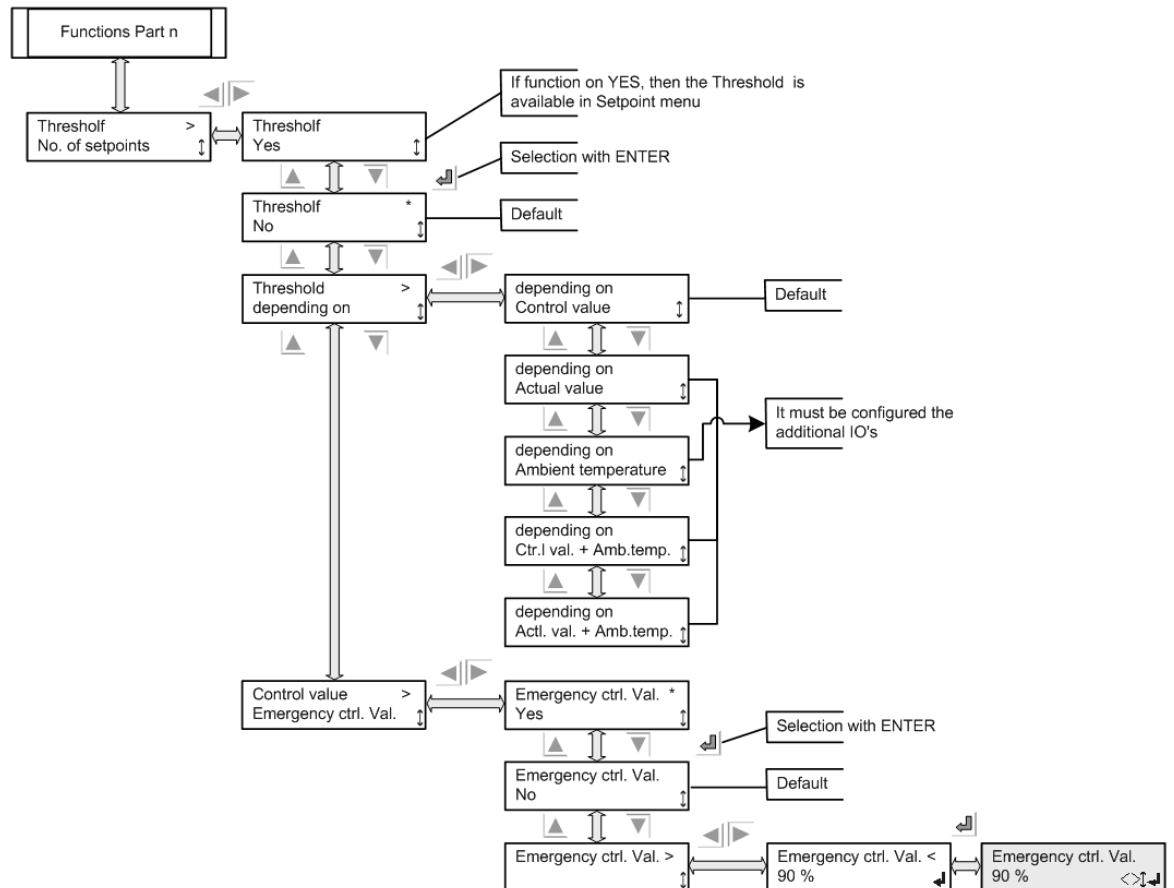 Functions Part n
If function on YES, then the Threshold is
available in Setpoint menu
Thresholf >
No. of setpoints
Thresholf
Yes
Selection with ENTER
Thresholf *
No
Default
Threshold >
depending on
depending on
Control value
Default
depending on
Actual value
It must be configured the
additional IO's
depending on
Ambient temperature
depending on
Ctr.l val. + Amb.temp.
depending on
Actl. val. + Amb.temp.
Control value >
Emergency ctrl. Val.
Emergency ctrl. Val. *
Yes
Selection with ENTER
Emergency ctrl. Val.
No
Default
Emergency ctrl. Val. >
Emergency ctrl. Val. <
90 %
Emergency ctrl. Val.
90 %